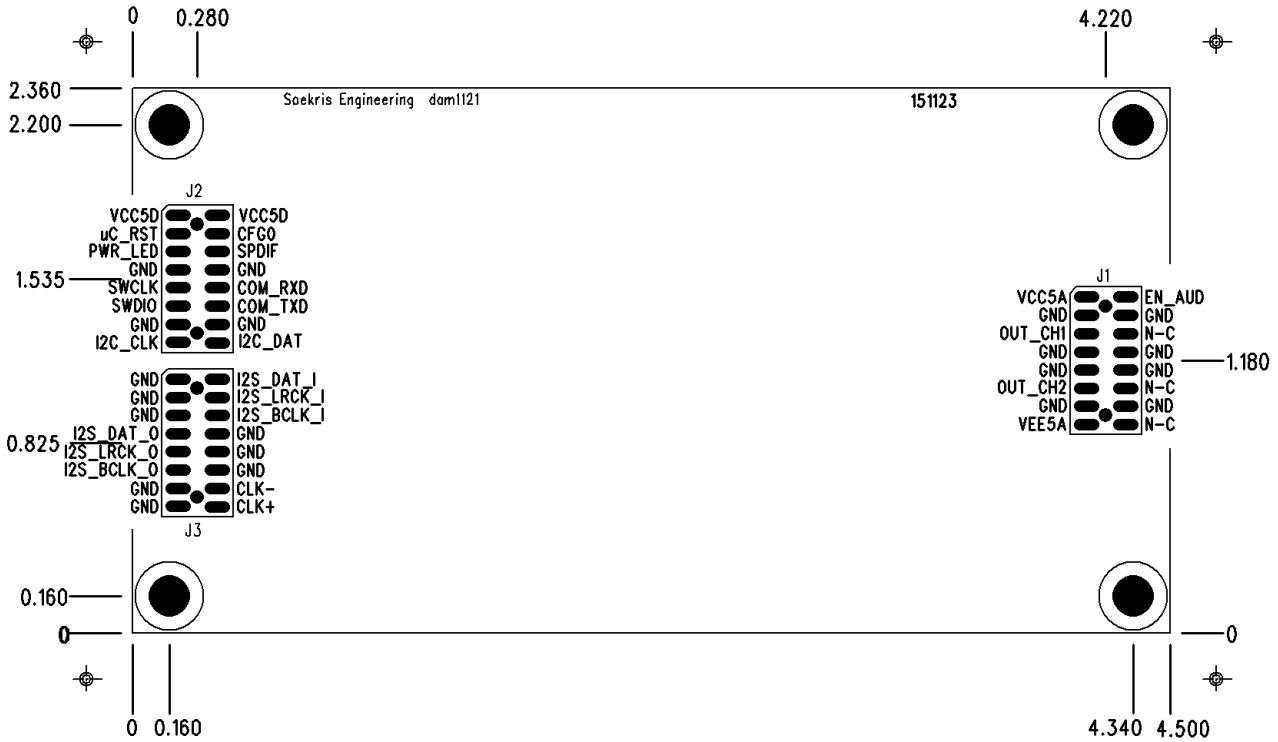 0 0.280 4.220
2.360
Soekris Engineering dam1121 151123
2.200
J2
VCC5D VCC5D
uC_RST CFG0
PWR_LED SPDIF
GND GND
1.535
SWCLK COM_RXD
SWDIO COM_TXD
GND GND
I2C_CLK I2C_DAT
J1
VCC5A EN_AUD
GND GND
OUT_CH1 N-C
GND GND
1.180
GND GND
OUT_CH2 N-C
GND GND
VEE5A N-C
GND I2S_DAT_I
GND I2S_LRCK_I
GND I2S_BCLK_I
I2S_DAT_O GND
0.825
I2S_LRCK_O GND
I2S_BCLK_O GND
GND CLK-
GND CLK+
J3
0.160
0 0
0 0.160 4.340 4.500